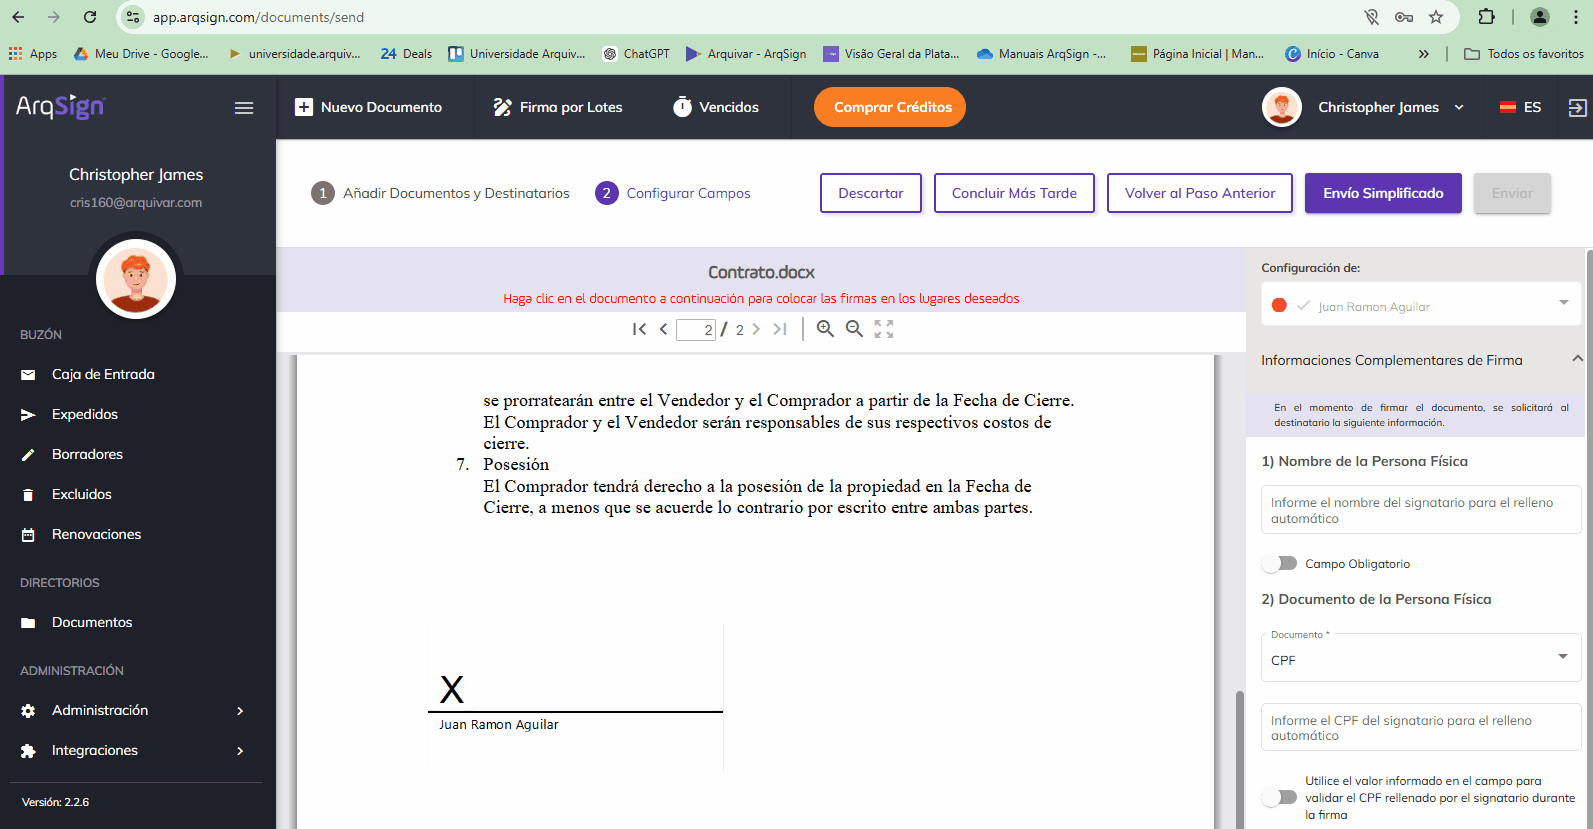 app.arqsign.com/documents/send
Apps
Meu Drive - Google...
universidade.arquiv...
24 Deals
Universidade Arquiv...
ChatGPT
Arquivar - ArqSign
Visão Geral da Plata...
Manuais ArqSign -...
Página Inicial | Man...
Início - Canva
Todos os favoritos
ArqSign
Nuevo Documento
Firma por Lotes
Vencidos
Comprar Créditos
Christopher James
ES
Christopher James
cris160@arquivar.com
1 Añadir Documentos y Destinatarios
2 Configurar Campos
Descartar
Concluir Más Tarde
Volver al Paso Anterior
Envío Simplificado
Enviar
BUZÓN
Caja de Entrada
Expedidos
Borradores
Excluidos
Renovaciones
DIRECTORIOS
Documentos
ADMINISTRACIÓN
Administración
Integraciones
Versión: 2.2.6
Contrato.docx
Haga clic en el documento a continuación para colocar las firmas en los lugares deseados
2 / 2
se prorratearán entre el Vendedor y el Comprador a partir de la Fecha de Cierre.
El Comprador y el Vendedor serán responsables de sus respectivos costos de
cierre.
7. Posesión
El Comprador tendrá derecho a la posesión de la propiedad en la Fecha de
Cierre, a menos que se acuerde lo contrario por escrito entre ambas partes.
X
Juan Ramon Aguilar
Configuración de:
Juan Ramon Aguilar
Informaciones Complementares de Firma
En el momento de firmar el documento, se solicitará al
destinatario la siguiente información.
1) Nombre de la Persona Física
Informe el nombre del signatario para el relleno
automático
Campo Obligatorio
2) Documento de la Persona Física
Documento *
CPF
Informe el CPF del signatario para el relleno
automático
Utilice el valor informado en el campo para
validar el CPF rellenado por el signatario durante
la firma